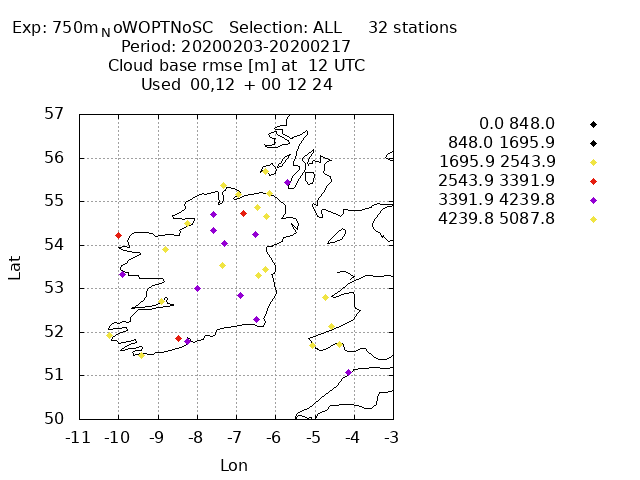 Exp: 750m_NoWOPTNoSC Selection: ALL 32 stations
Period: 20200203-20200217
Cloud base rmse [m] at 12 UTC
Used 00,12 + 00 12 24
0.0 848.0
848.0 1695.9
1695.9 2543.9
2543.9 3391.9
3391.9 4239.8
4239.8 5087.8
57
56
55
54
53
52
51
50
Lat
-11 -10 -9 -8 -7 -6 -5 -4 -3
Lon